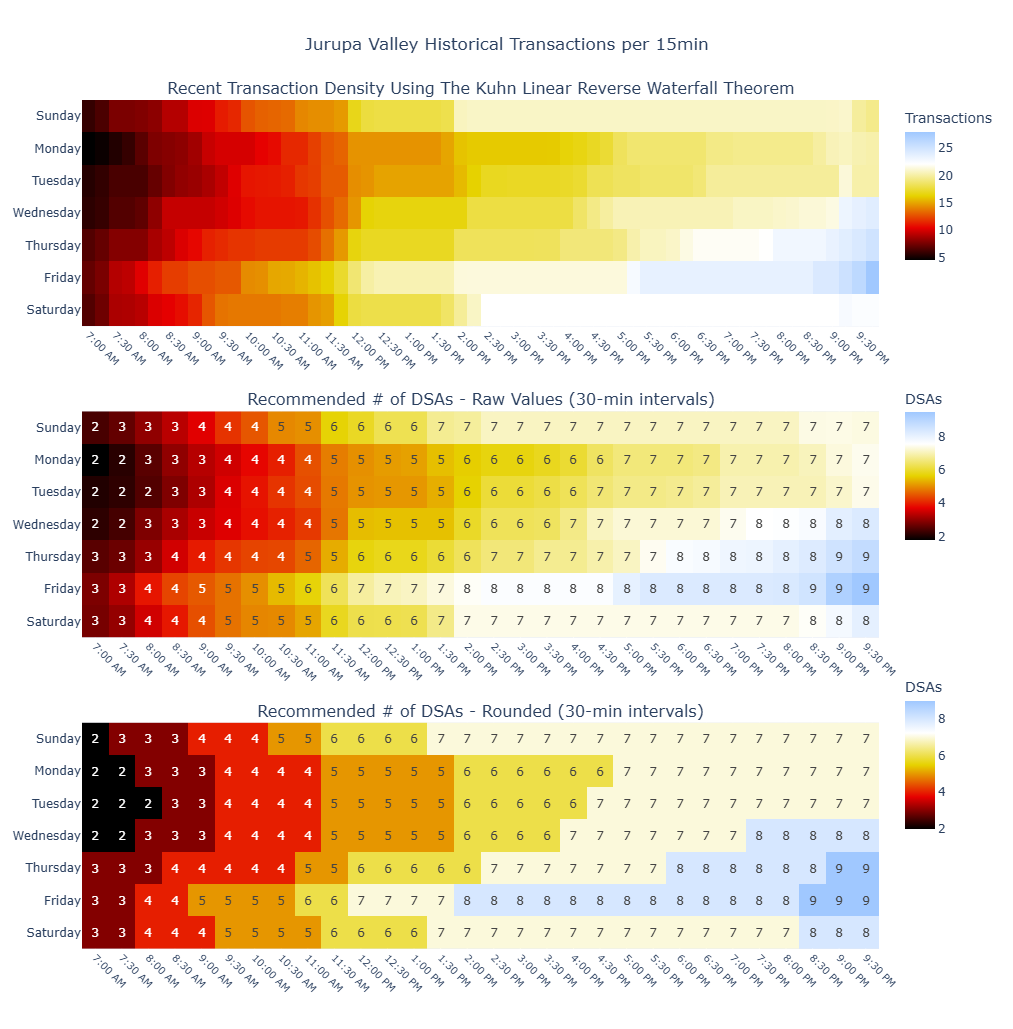 Jurupa Valley Historical Transactions per 15min
Recent Transaction Density Using The Kuhn Linear Reverse Waterfall Theorem
Sunday
Monday
Tuesday
Wednesday
Thursday
Friday
Saturday
7:00 AM 7:30 AM 8:00 AM 8:30 AM 9:00 AM 9:30 AM 10:00 AM 10:30 AM 11:00 AM 11:30 AM 12:00 PM 12:30 PM 1:00 PM 1:30 PM 2:00 PM 2:30 PM 3:00 PM 3:30 PM 4:00 PM 4:30 PM 5:00 PM 5:30 PM 6:00 PM 6:30 PM 7:00 PM 7:30 PM 8:00 PM 8:30 PM 9:00 PM 9:30 PM
Transactions
25
20
15
10
5
Recommended # of DSAs - Raw Values (30-min intervals)
Sunday 2 3 3 3 4 4 4 5 5 6 6 6 6 7 7 7 7 7 7 7 7 7 7 7 7 7 7 7 7 7
Monday 2 2 3 3 3 4 4 4 4 5 5 5 5 5 6 6 6 6 6 6 7 7 7 7 7 7 7 7 7 7
Tuesday 2 2 2 3 3 4 4 4 4 5 5 5 5 5 6 6 6 6 6 7 7 7 7 7 7 7 7 7 7 7
Wednesday 2 2 3 3 3 4 4 4 4 5 5 5 5 5 6 6 6 6 7 7 7 7 7 7 7 8 8 8 8 8
Thursday 3 3 3 4 4 4 4 4 5 5 6 6 6 6 6 7 7 7 7 7 7 7 8 8 8 8 8 8 9 9
Friday 3 3 4 4 5 5 5 5 6 6 7 7 7 7 8 8 8 8 8 8 8 8 8 8 8 8 8 9 9 9
Saturday 3 3 4 4 4 5 5 5 5 6 6 6 6 7 7 7 7 7 7 7 7 7 7 7 7 7 7 8 8 8
7:00 AM 7:30 AM 8:00 AM 8:30 AM 9:00 AM 9:30 AM 10:00 AM 10:30 AM 11:00 AM 11:30 AM 12:00 PM 12:30 PM 1:00 PM 1:30 PM 2:00 PM 2:30 PM 3:00 PM 3:30 PM 4:00 PM 4:30 PM 5:00 PM 5:30 PM 6:00 PM 6:30 PM 7:00 PM 7:30 PM 8:00 PM 8:30 PM 9:00 PM 9:30 PM
DSAs
8
6
4
2
Recommended # of DSAs - Rounded (30-min intervals)
Sunday 2 3 3 3 4 4 4 5 5 6 6 6 6 7 7 7 7 7 7 7 7 7 7 7 7 7 7 7 7 7
Monday 2 2 3 3 3 4 4 4 4 5 5 5 5 5 6 6 6 6 6 6 7 7 7 7 7 7 7 7 7 7
Tuesday 2 2 2 3 3 4 4 4 4 5 5 5 5 5 6 6 6 6 6 7 7 7 7 7 7 7 7 7 7 7
Wednesday 2 2 3 3 3 4 4 4 4 5 5 5 5 5 6 6 6 6 7 7 7 7 7 7 7 8 8 8 8 8
Thursday 3 3 3 4 4 4 4 4 5 5 6 6 6 6 6 7 7 7 7 7 7 7 8 8 8 8 8 8 9 9
Friday 3 3 4 4 5 5 5 5 6 6 7 7 7 7 8 8 8 8 8 8 8 8 8 8 8 8 8 9 9 9
Saturday 3 3 4 4 4 5 5 5 5 6 6 6 6 7 7 7 7 7 7 7 7 7 7 7 7 7 7 8 8 8
7:00 AM 7:30 AM 8:00 AM 8:30 AM 9:00 AM 9:30 AM 10:00 AM 10:30 AM 11:00 AM 11:30 AM 12:00 PM 12:30 PM 1:00 PM 1:30 PM 2:00 PM 2:30 PM 3:00 PM 3:30 PM 4:00 PM 4:30 PM 5:00 PM 5:30 PM 6:00 PM 6:30 PM 7:00 PM 7:30 PM 8:00 PM 8:30 PM 9:00 PM 9:30 PM
DSAs
8
6
4
2